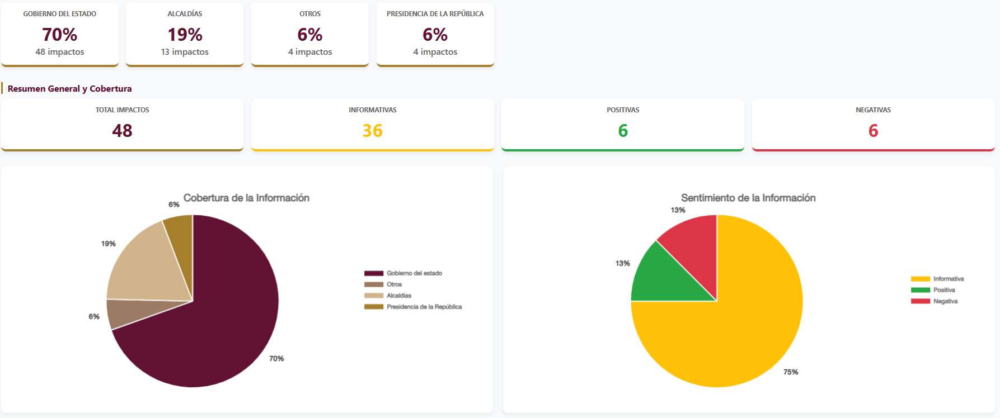 GOBIERNO DEL ESTADO
70%
48 impactos
ALCALDÍAS
19%
13 impactos
OTROS
6%
4 impactos
PRESIDENCIA DE LA REPÚBLICA
6%
4 impactos
Resumen General y Cobertura
TOTAL IMPACTOS
48
INFORMATIVAS
36
POSITIVAS
6
NEGATIVAS
6
Cobertura de la Información
6%
19%
6%
70%
Gobierno del estado
Otros
Alcaldías
Presidencia de la República
Sentimiento de la Información
13%
13%
75%
Informativa
Positiva
Negativa